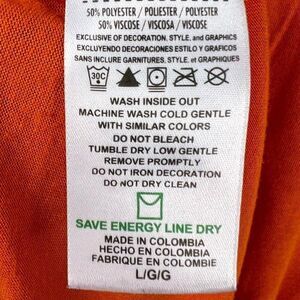 50% POLYESTER / POLIESTER / POLYESTER
50% VISCOSE / VISCOSA / VISCOSE
EXCLUSIVE OF DECORATION, STYLE, and GRAPHICS
EXCLUYENDO DECORACIONES ESTILO Y GRAFICOS
SANS INCLURE GARNITURES, STYLE, et GRAPHIQUES
30C
WASH INSIDE OUT
MACHINE WASH COLD GENTLE
WITH SIMILAR COLORS
DO NOT BLEACH
TUMBLE DRY LOW GENTLE
REMOVE PROMPTLY
DO NOT IRON DECORATION
DO NOT DRY CLEAN
SAVE ENERGY LINE DRY
MADE IN COLOMBIA
HECHO EN COLOMBIA
FABRIQUE EN COLOMBIE
L/G/G